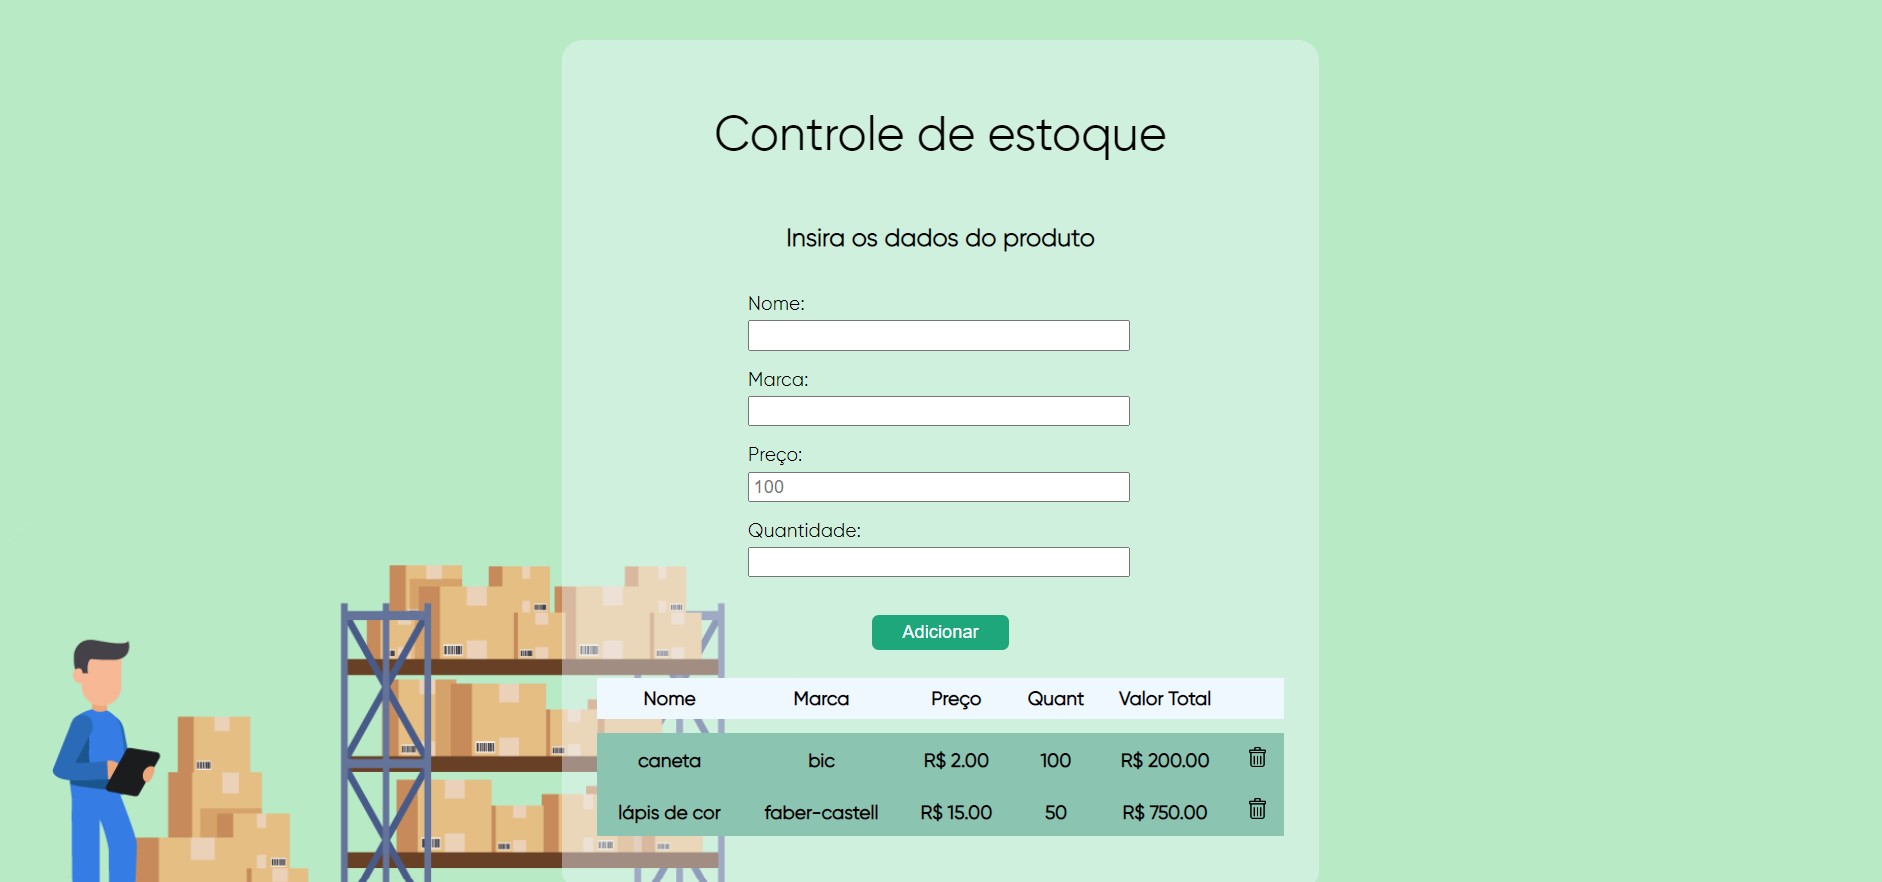 Controle de estoque
Insira os dados do produto
Nome:
Marca:
Preço:
100
Quantidade:
Adicionar
Nome Marca Preço Quant Valor Total
caneta bic R$ 2.00 100 R$ 200.00
lápis de cor faber-castell R$ 15.00 50 R$ 750.00